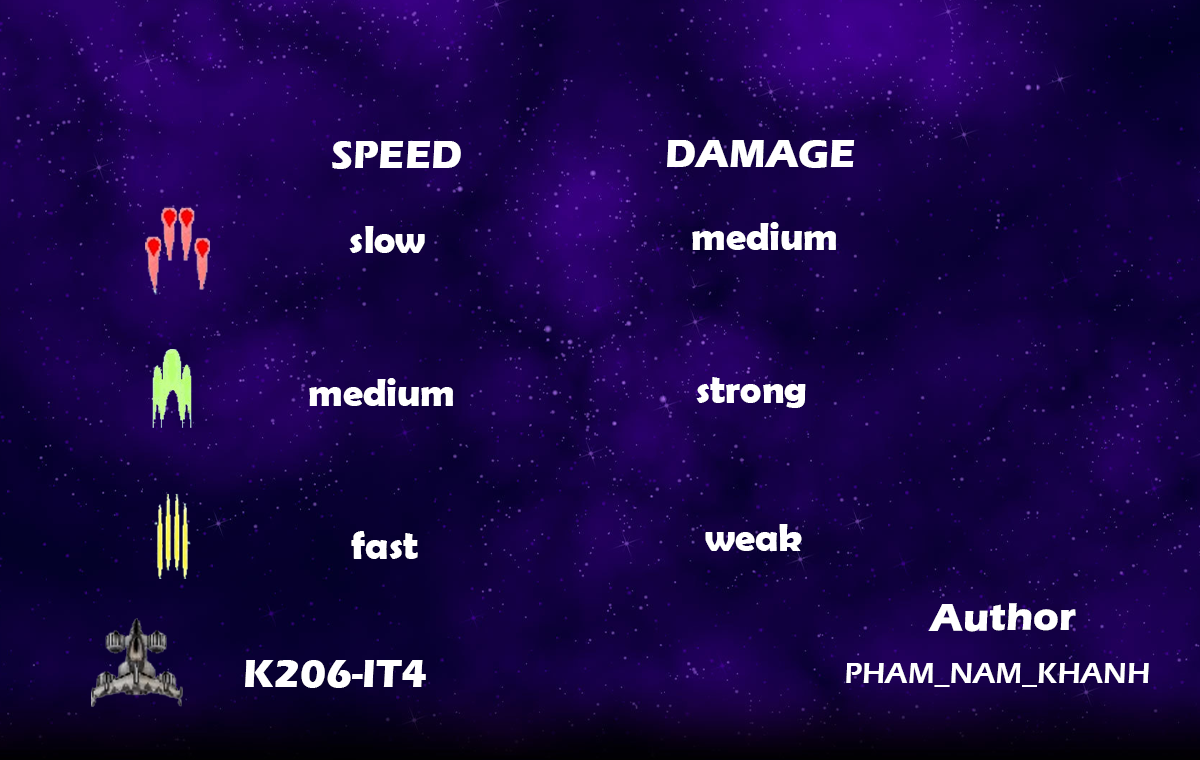 SPEED DAMAGE
slow medium
medium strong
fast weak
Author
K206-IT4 PHAM_NAM_KHANH